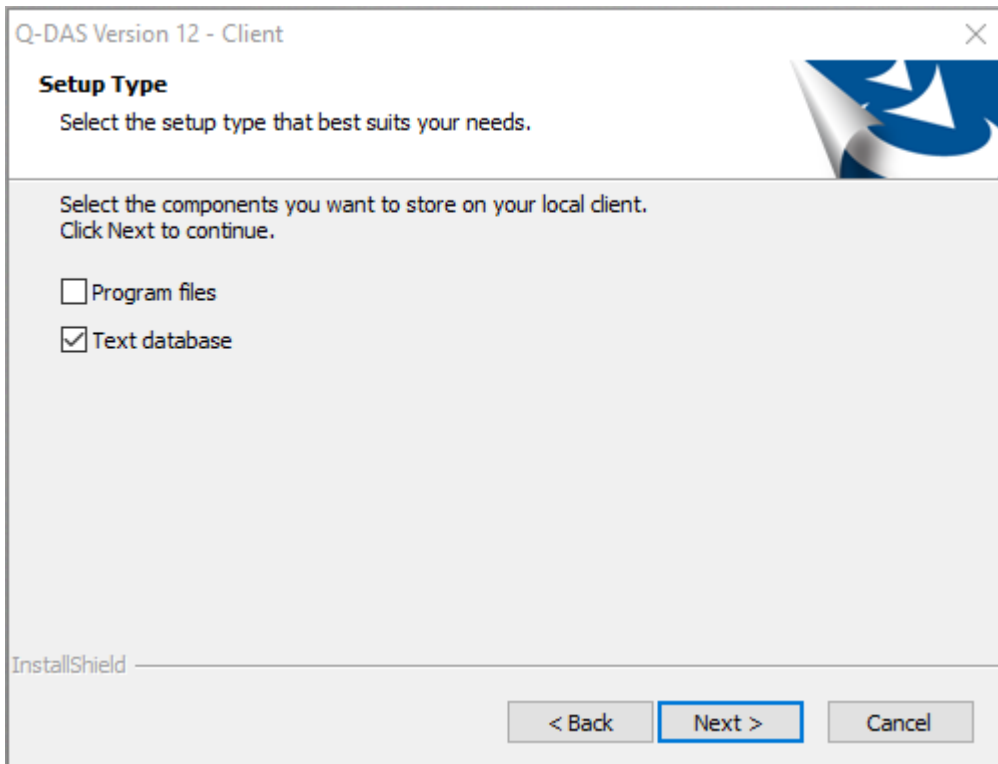 Q-DAS Version 12 - Client
Setup Type
Select the setup type that best suits your needs.
Select the components you want to store on your local client.
Click Next to continue.
Program files
Text database
InstallShield
< Back
Next >
Cancel